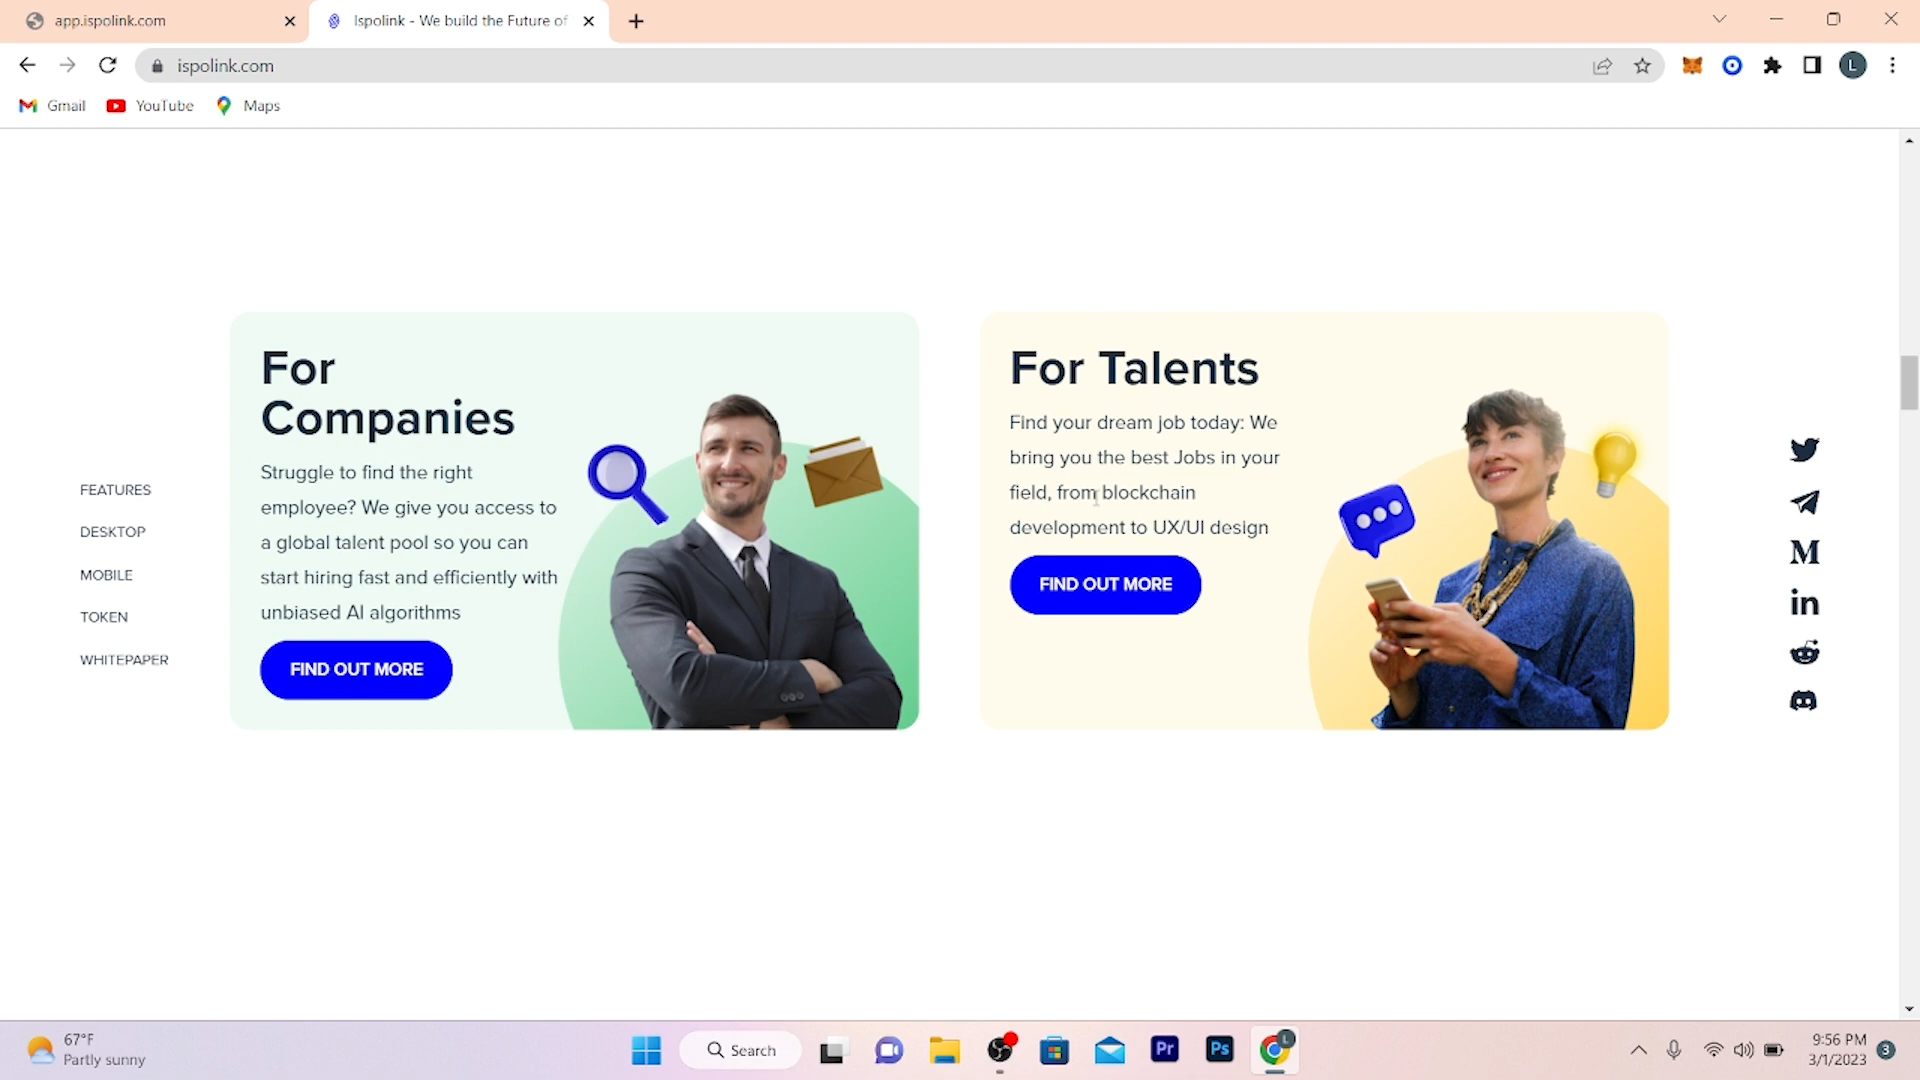 app.ispolink.com
Ispolink - We build the Future of
ispolink.com
L
Gmail
YouTube
Maps
FEATURES
DESKTOP
MOBILE
TOKEN
WHITEPAPER
For
Companies
Struggle to find the right
employee? We give you access to
a global talent pool so you can
start hiring fast and efficiently with
unbiased AI algorithms
FIND OUT MORE
For Talents
Find your dream job today: We
bring you the best Jobs in your
field, from blockchain
development to UX/UI design
FIND OUT MORE
M
in
67°F
Partly sunny
Search
Pr
Ps
L
9:56 PM
3/1/2023
3